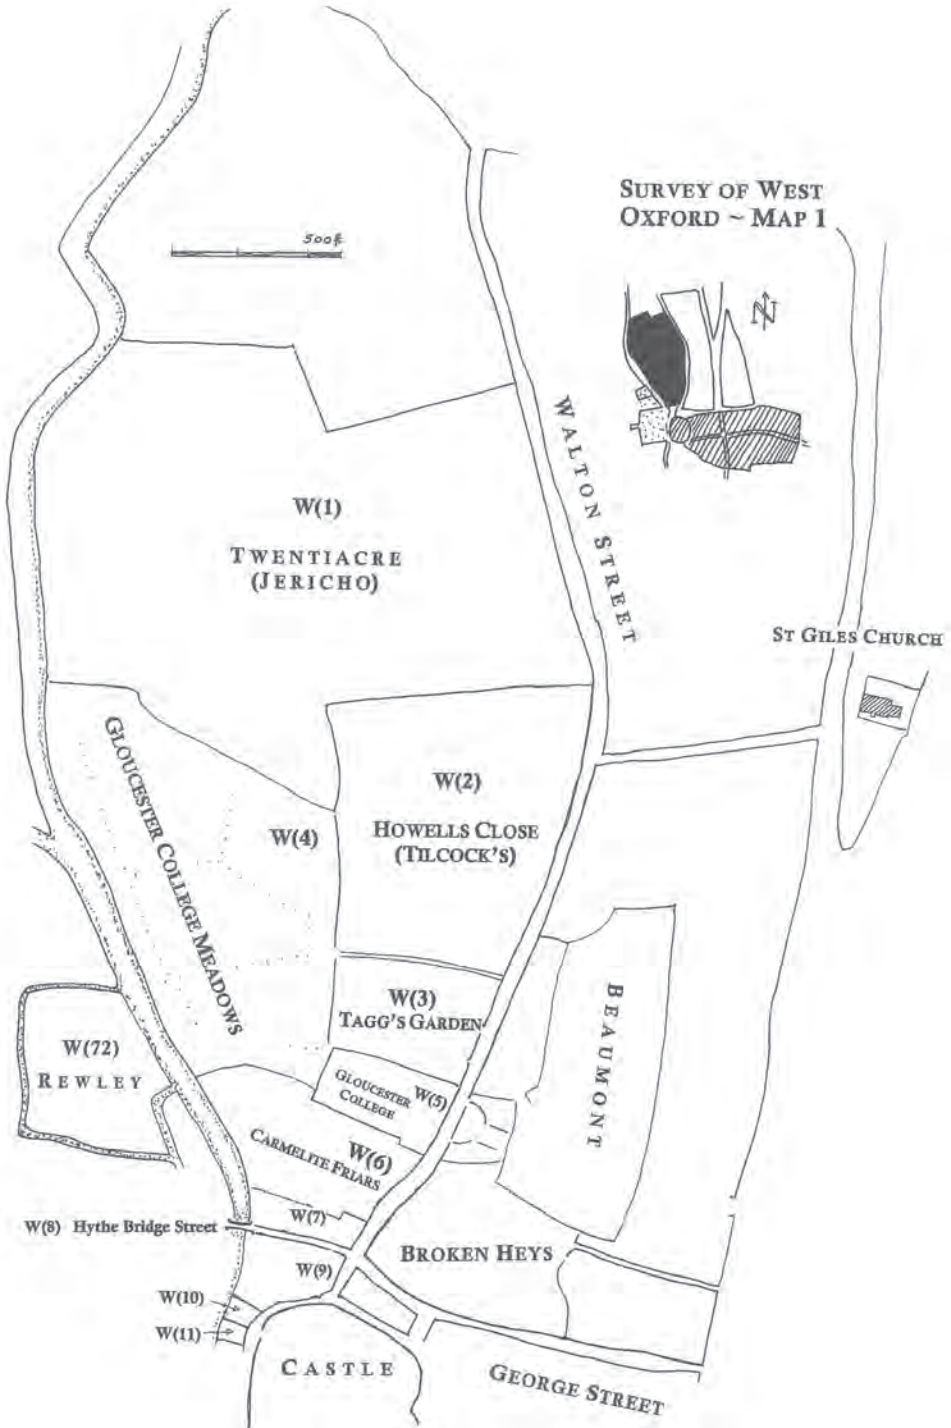 SURVEY OF WEST
OXFORD ~ MAP 1
500ft
N
WALTON STREET
W(1)
TWENTIACRE
(JERICHO)
ST GILES CHURCH
GLOUCESTER COLLEGE MEADOWS
W(2)
HOWELLS CLOSE
(TILCOCK'S)
W(4)
W(3)
TAGG'S GARDEN
BEAUMONT
W(72)
REWLEY
GLOUCESTER
COLLEGE
W(5)
CARMELITE FRIARS
W(6)
W(7)
W(8) Hythe Bridge Street
BROKEN HEYS
W(9)
W(10)
W(11)
CASTLE
GEORGE STREET